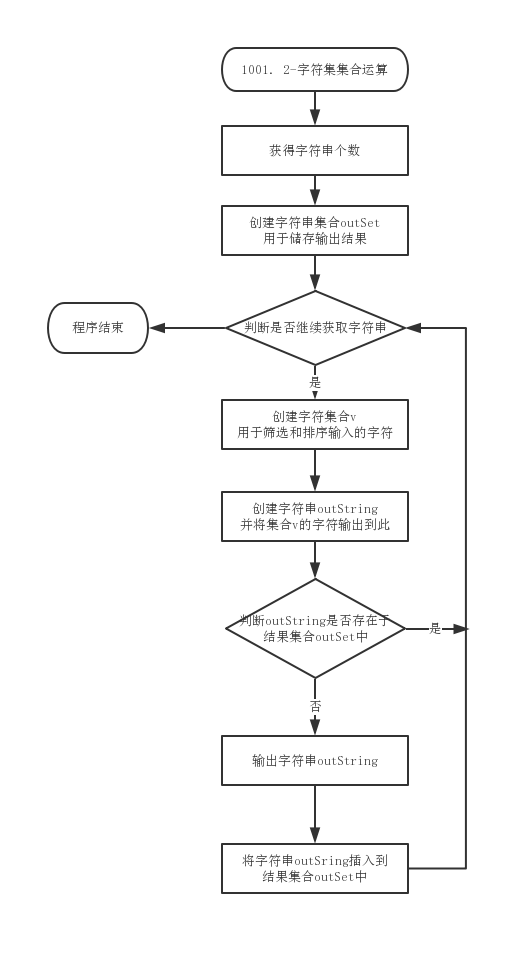 1001. 2-字符集集合运算
获得字符串个数
创建字符串集合outSet
用于储存输出结果
程序结束
判断是否继续获取字符串
是
创建字符集合v
用于筛选和排序输入的字符
创建字符串outString
并将集合v的字符输出到此
判断outString是否存在于
结果集合outSet中
是
否
输出字符串outString
将字符串outSring插入到
结果集合outSet中